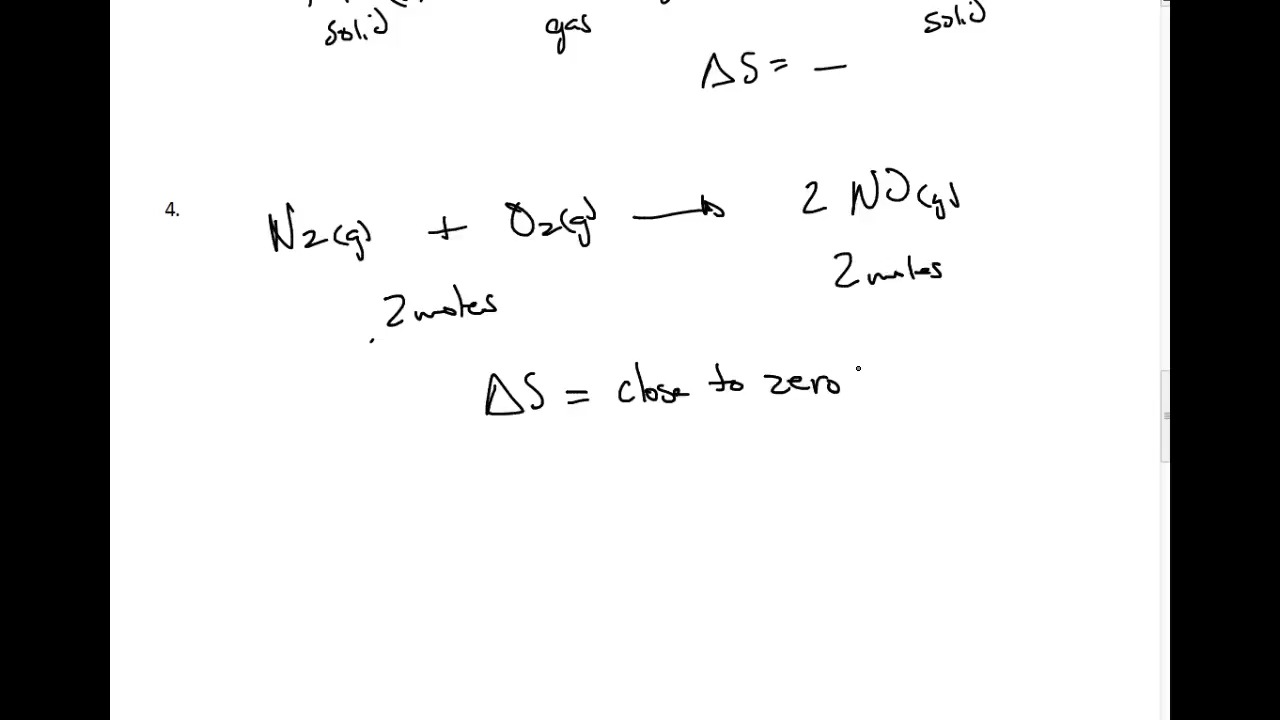 solid gas solid
ΔS = —
4. N2(g) + O2(g) → 2 NO(g)
2 moles 2 moles
ΔS = close to zero